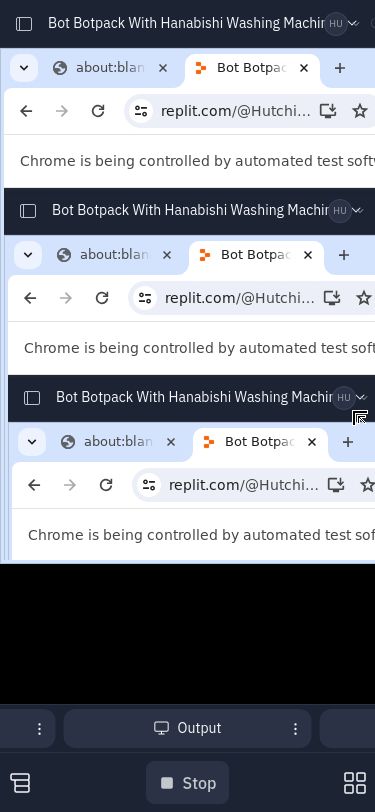 Bot Botpack With Hanabishi Washing Machin HU
about:blan Bot Botpac
replit.com/@Hutchi...
Chrome is being controlled by automated test softw
Bot Botpack With Hanabishi Washing Machin HU
about:blan Bot Botpac
replit.com/@Hutchi...
Chrome is being controlled by automated test soft
Bot Botpack With Hanabishi Washing Machin HU
about:blan Bot Botpac
replit.com/@Hutchi...
Chrome is being controlled by automated test sof
Output
Stop